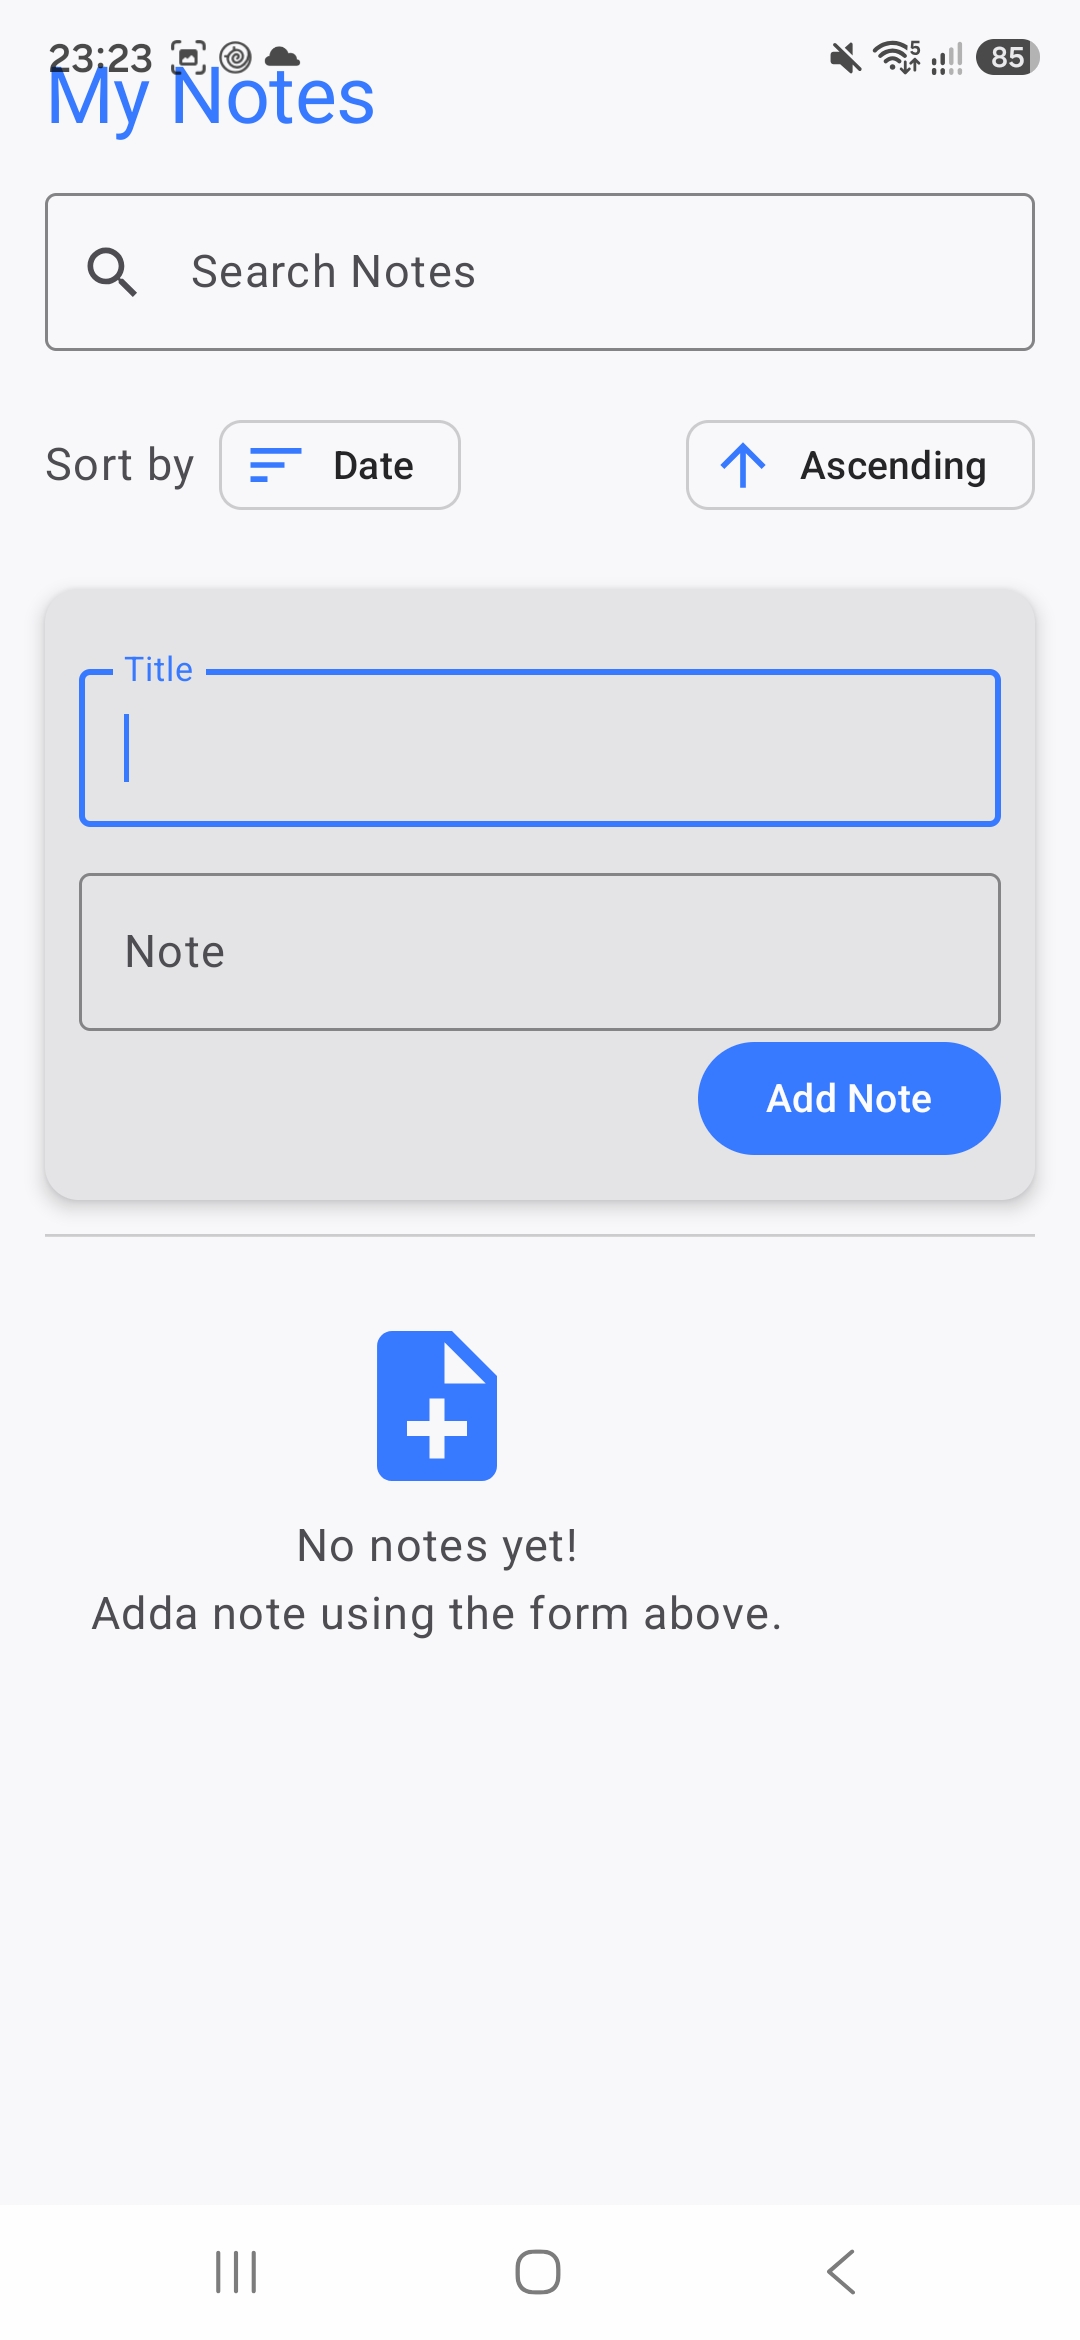 23:23 5 85
My Notes
Search Notes
Sort by Date Ascending
Title
Note
Add Note
No notes yet!
Adda note using the form above.